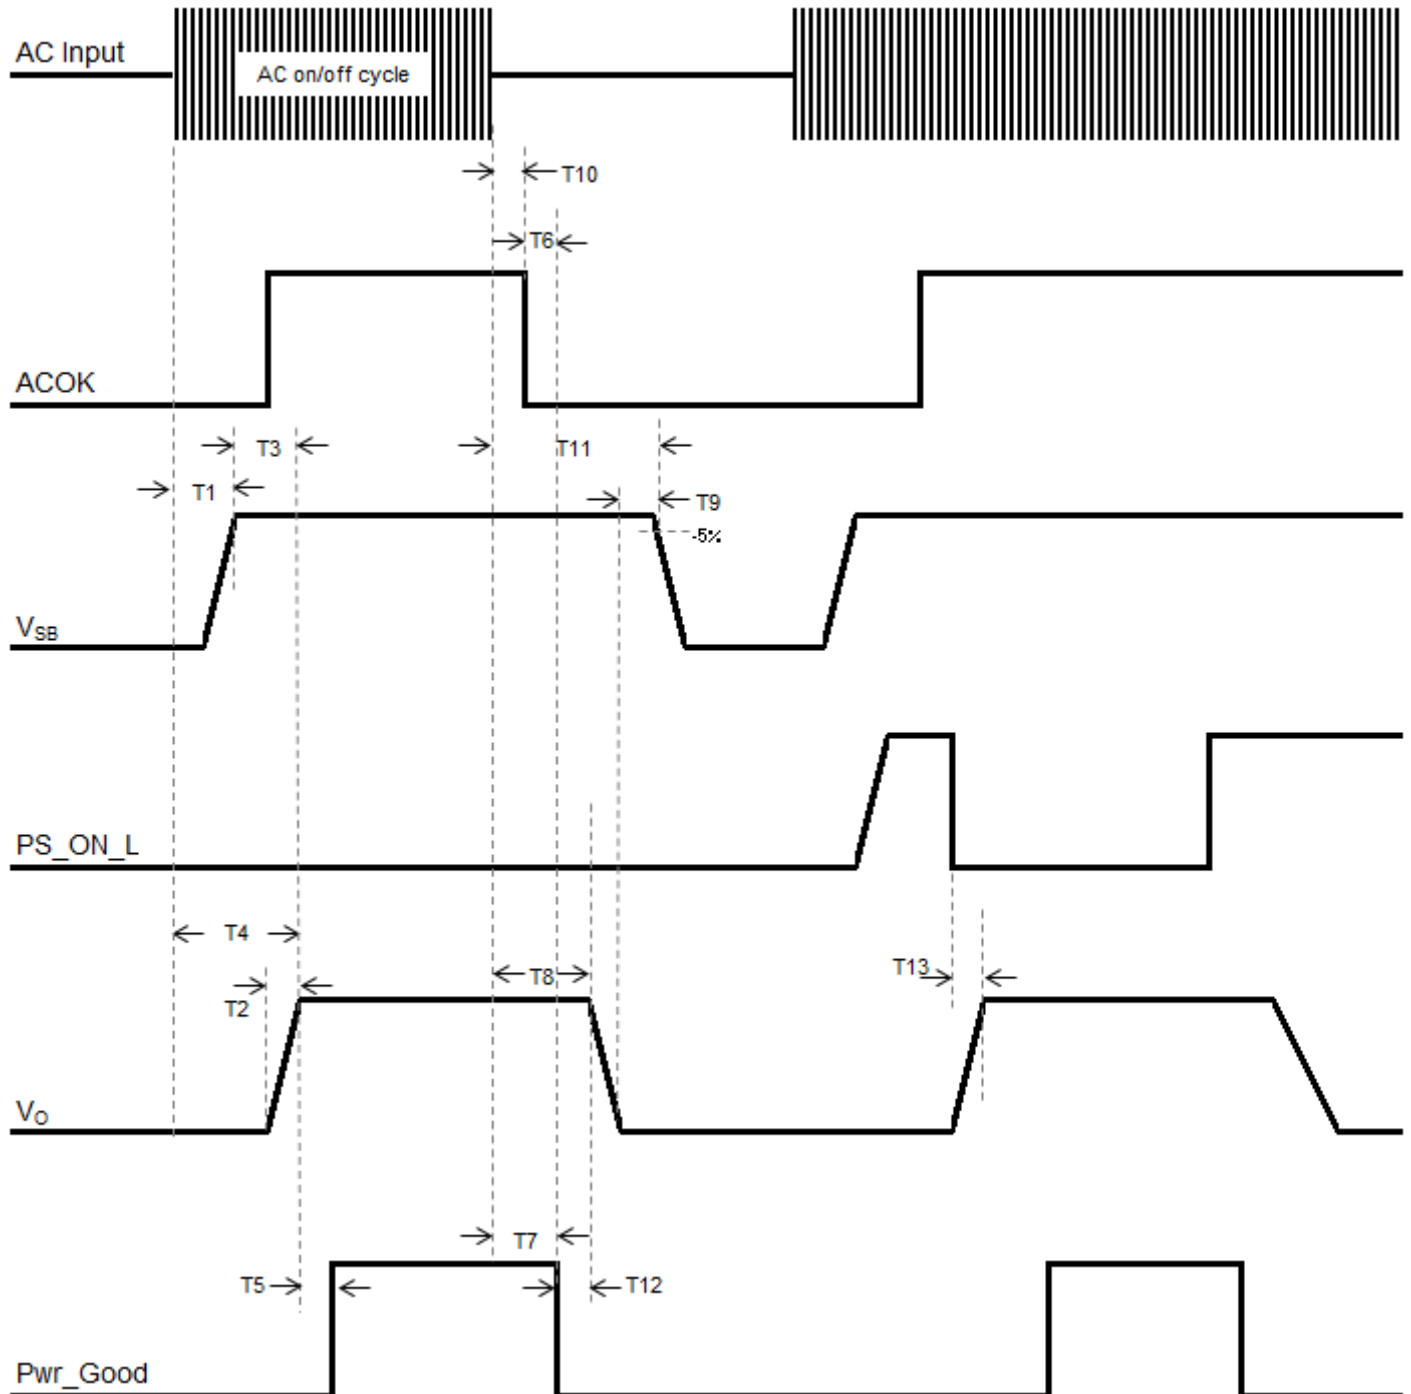 AC Input
AC on/off cycle
T10
T6
ACOK
T3
T11
T1
T9
-5%
VSB
PS_ON_L
T4
T8
T13
T2
VO
T7
T5
T12
Pwr_Good